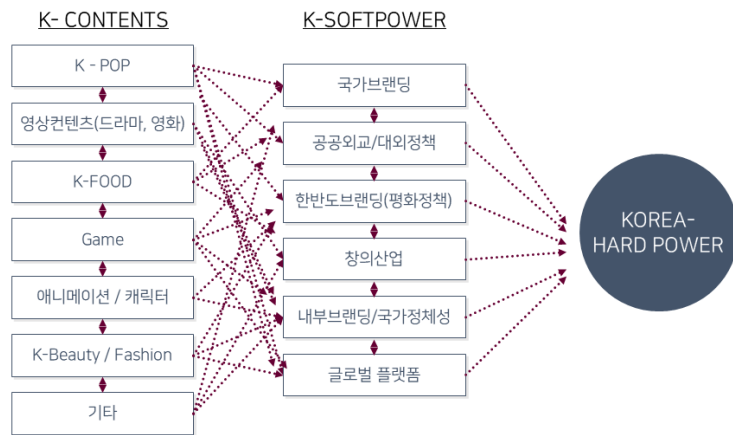 K- CONTENTS
K - POP
영상컨텐츠(드라마, 영화)
K-FOOD
Game
애니메이션 / 캐릭터
K-Beauty / Fashion
기타
K-SOFTPOWER
국가브랜딩
공공외교/대외정책
한반도브랜딩(평화정책)
창의산업
내부브랜딩/국가정체성
글로벌 플랫폼
KOREA-
HARD POWER